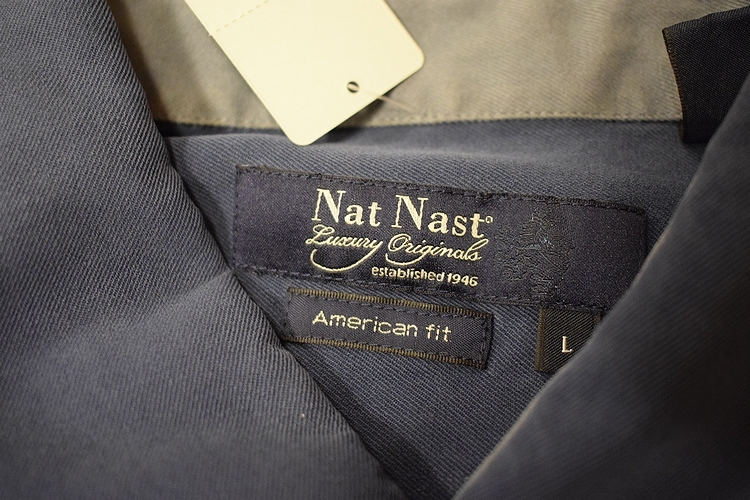 Nat Nast
Luxury Originals
established 1946
American fit
L